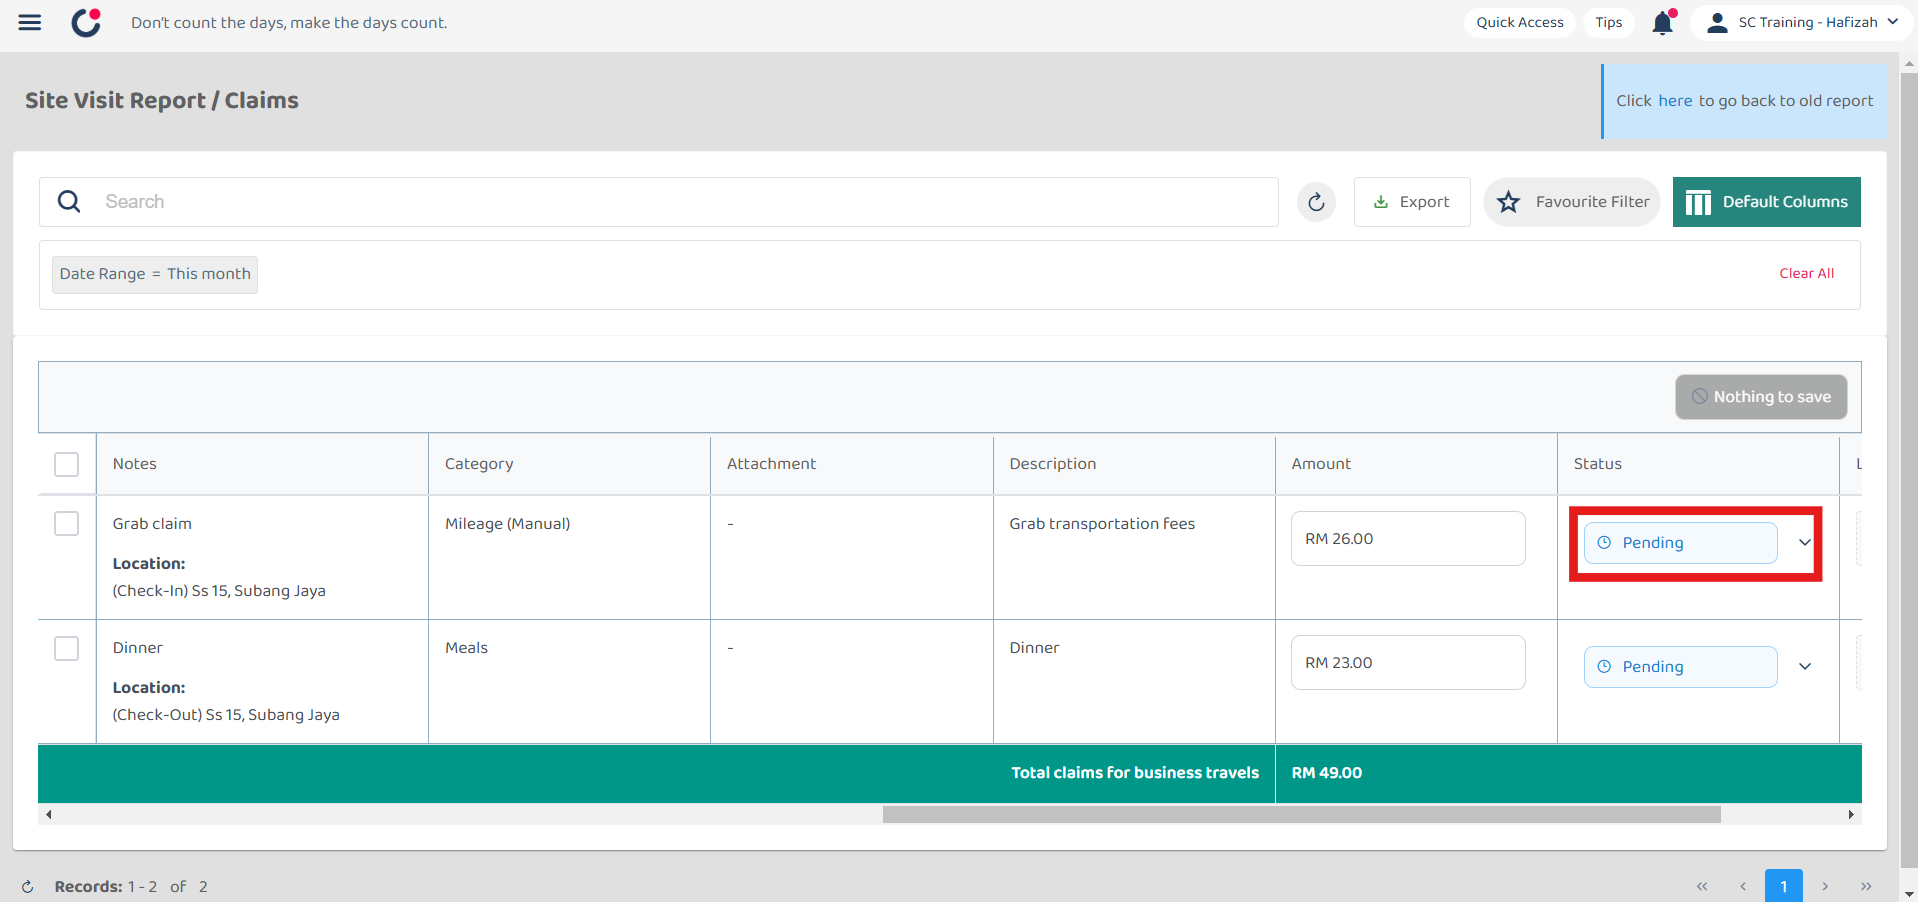 Don't count the days, make the days count.
Quick Access
Tips
SC Training - Hafizah
Site Visit Report / Claims
Click here to go back to old report
Search
Export
Favourite Filter
Default Columns
Date Range = This month
Clear All
Nothing to save
Notes Category Attachment Description Amount Status
Grab claim Mileage (Manual) - Grab transportation fees RM 26.00 Pending
Location:
(Check-In) Ss 15, Subang Jaya
Dinner Meals - Dinner RM 23.00 Pending
Location:
(Check-Out) Ss 15, Subang Jaya
Total claims for business travels RM 49.00
Records: 1 - 2 of 2
« ‹ 1 › »